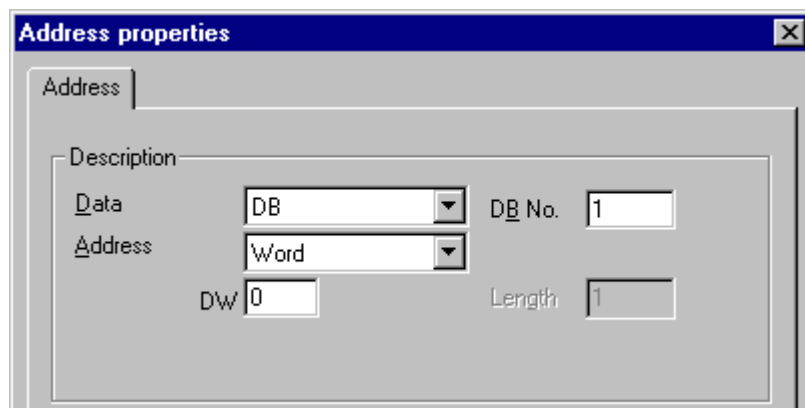 Address properties
Address
Description
Data DB DB No. 1
Address Word
DW 0 Length 1